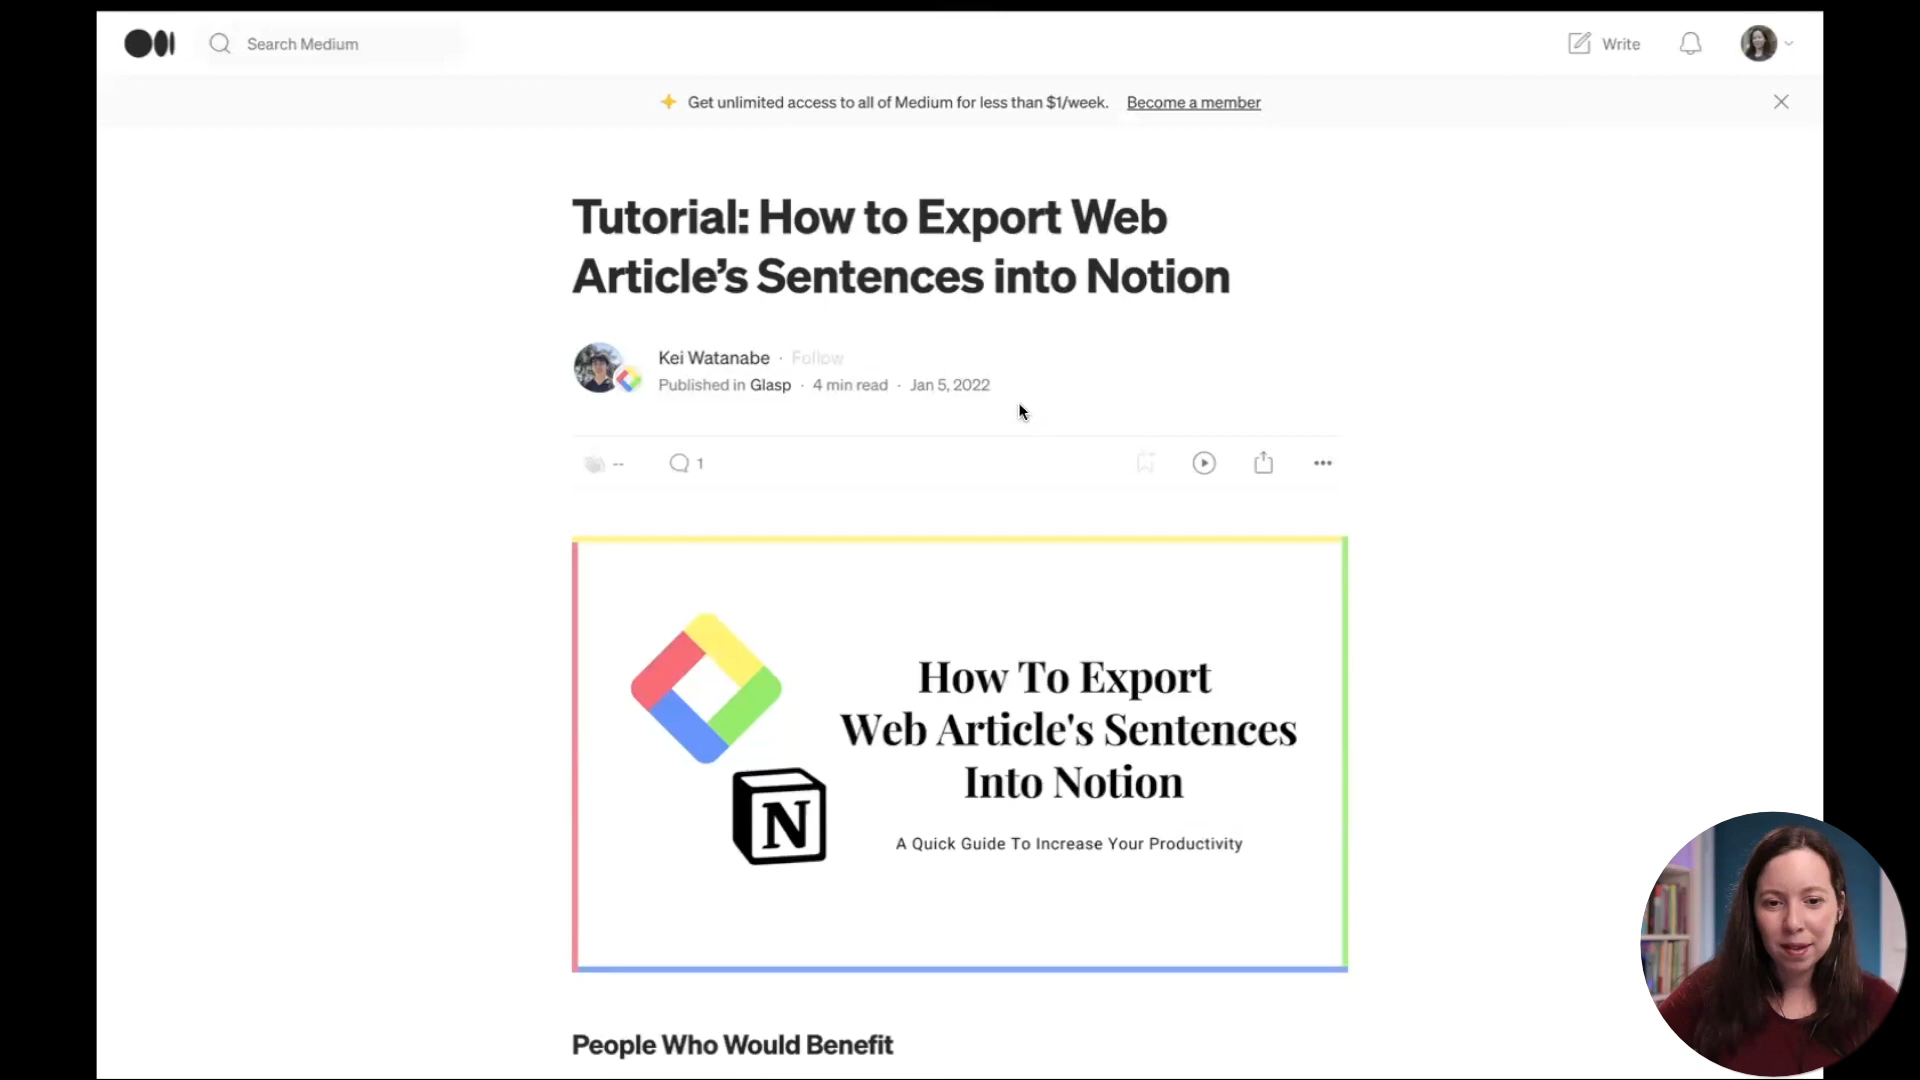 Search Medium
Write
Get unlimited access to all of Medium for less than $1/week. Become a member
Tutorial: How to Export Web
Article’s Sentences into Notion
Kei Watanabe · Follow
Published in Glasp · 4 min read · Jan 5, 2022
-- 1
How To Export
Web Article's Sentences
Into Notion
N
A Quick Guide To Increase Your Productivity
People Who Would Benefit